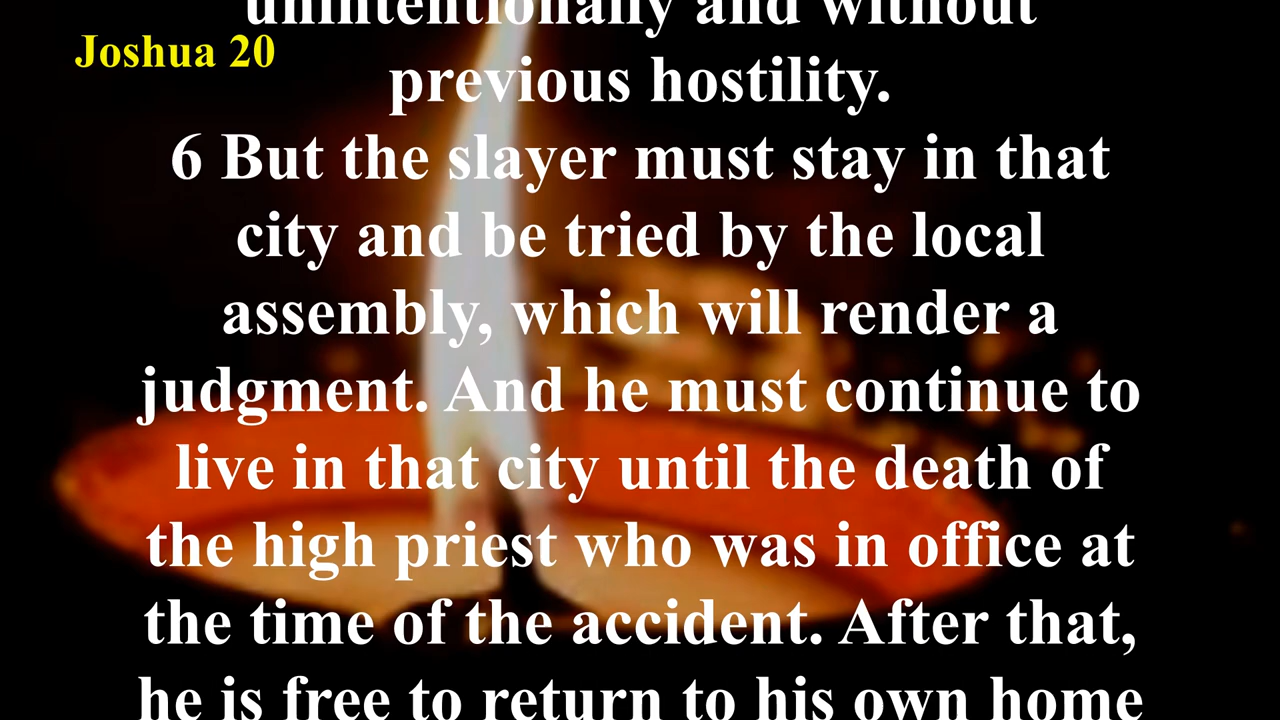 unintentionally and without
Joshua 20
previous hostility.
6 But the slayer must stay in that
city and be tried by the local
assembly, which will render a
judgment. And he must continue to
live in that city until the death of
the high priest who was in office at
the time of the accident. After that,
he is free to return to his own home